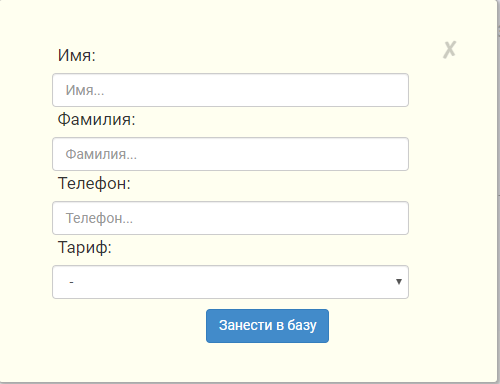 Имя:
✗
Имя...
Фамилия:
Фамилия...
Телефон:
Телефон...
Тариф:
-
Занести в базу